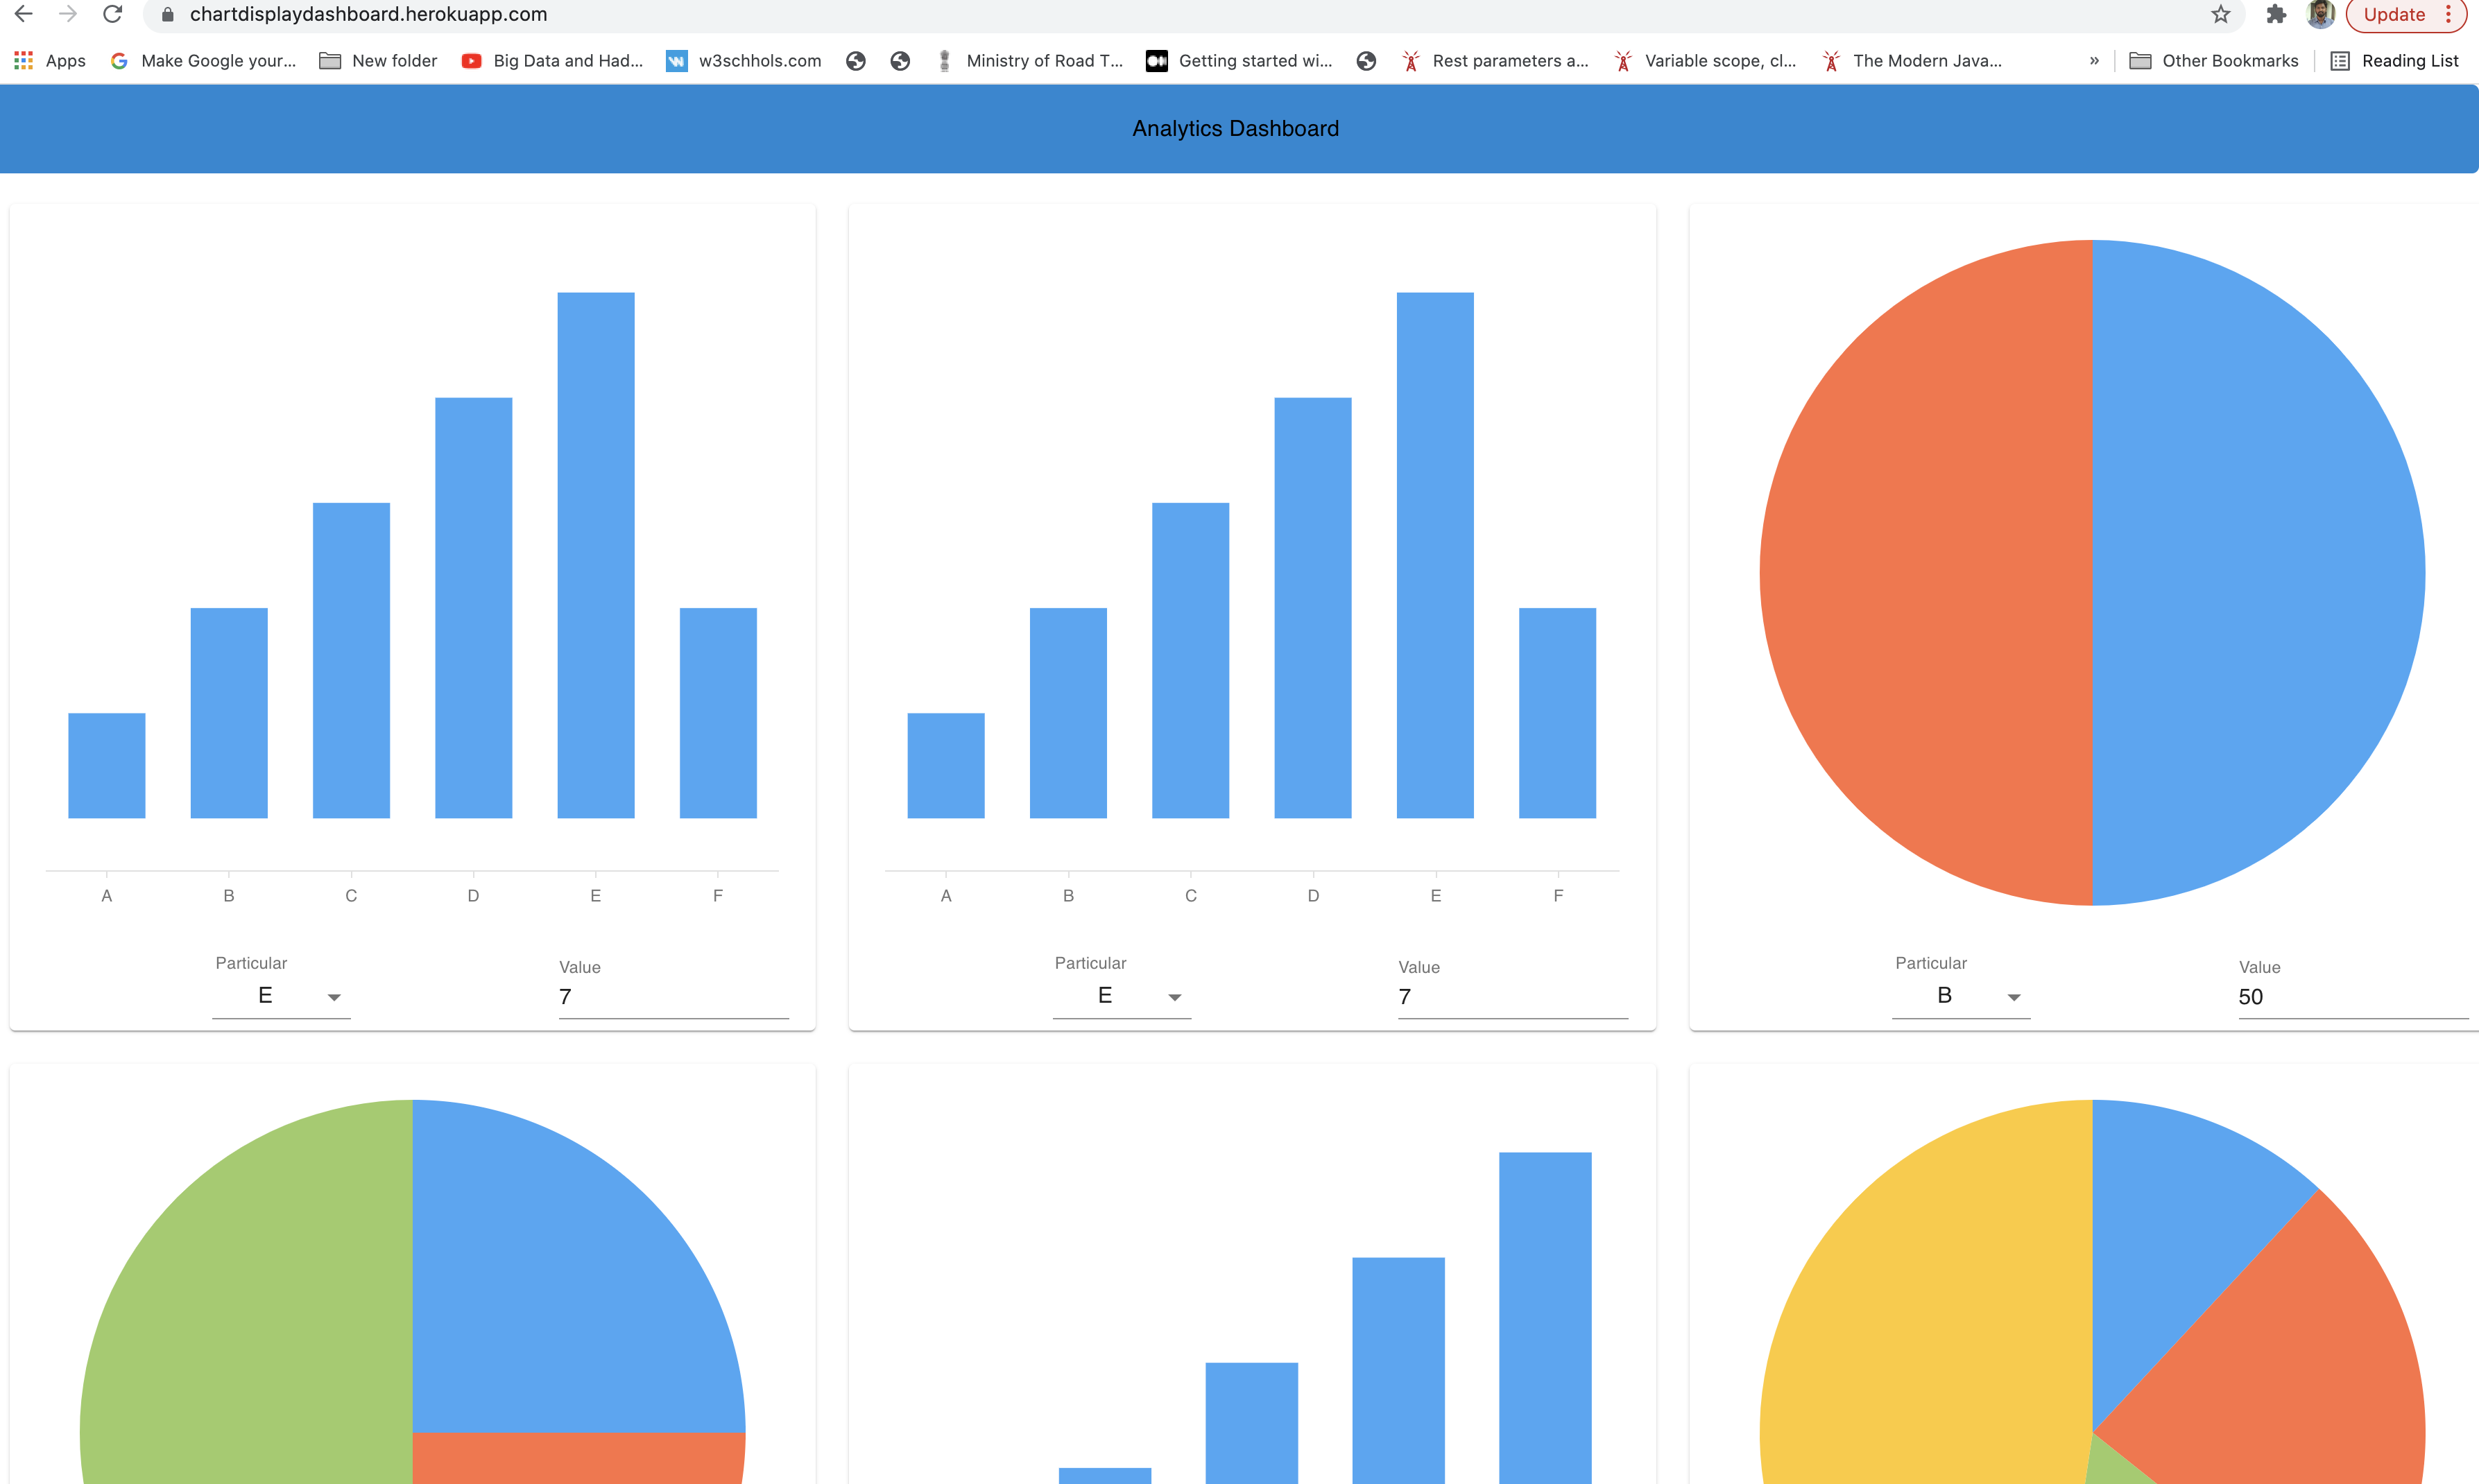 chartdisplaydashboard.herokuapp.com Update
Apps Make Google your... New folder Big Data and Had... w3schhols.com Ministry of Road T... Getting started wi... Rest parameters a... Variable scope, cl... The Modern Java... » Other Bookmarks Reading List
Analytics Dashboard
A B C D E F
A B C D E F
Particular Value
E 7
Particular Value
E 7
Particular Value
B 50